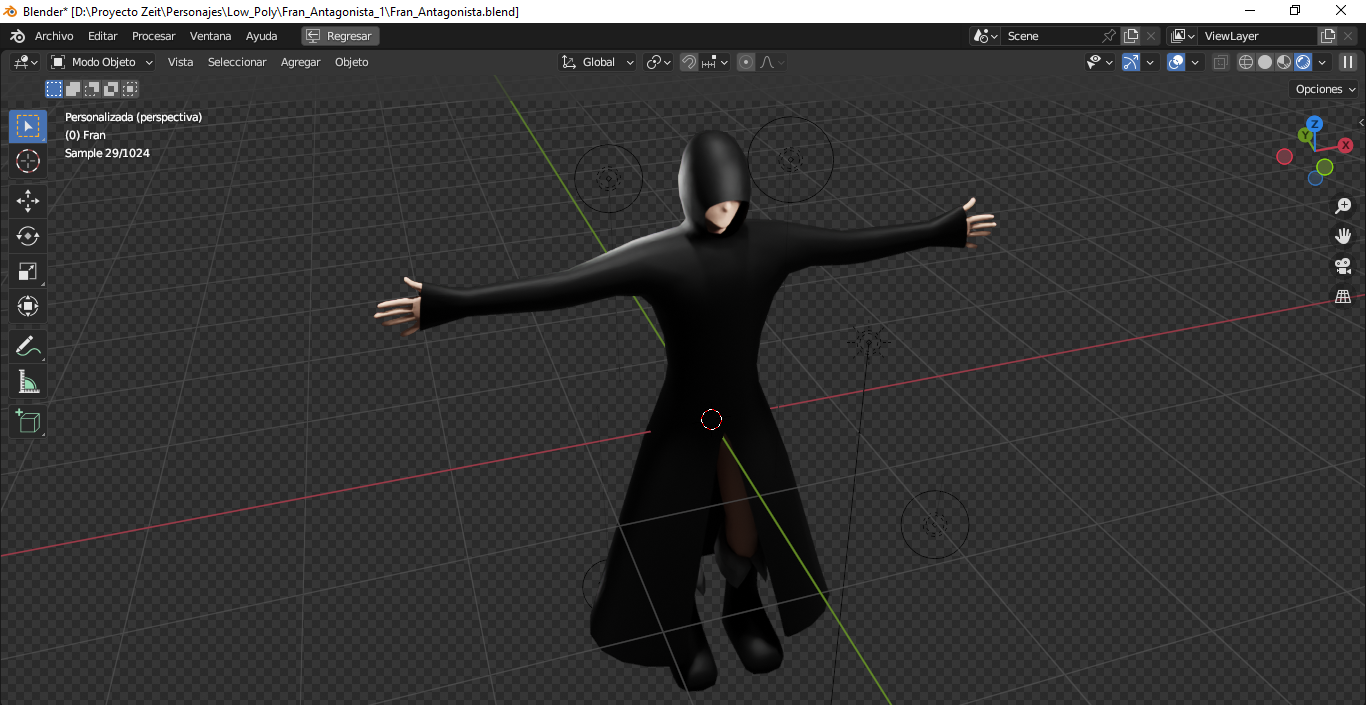 Blender* [D:\Proyecto Zeit\Personajes\Low_Poly\Fran_Antagonista_1\Fran_Antagonista.blend]
Archivo Editar Procesar Ventana Ayuda Regresar Scene ViewLayer
Modo Objeto Vista Seleccionar Agregar Objeto Global
Opciones
Personalizada (perspectiva)
(0) Fran
Sample 29/1024
Z
Y
X